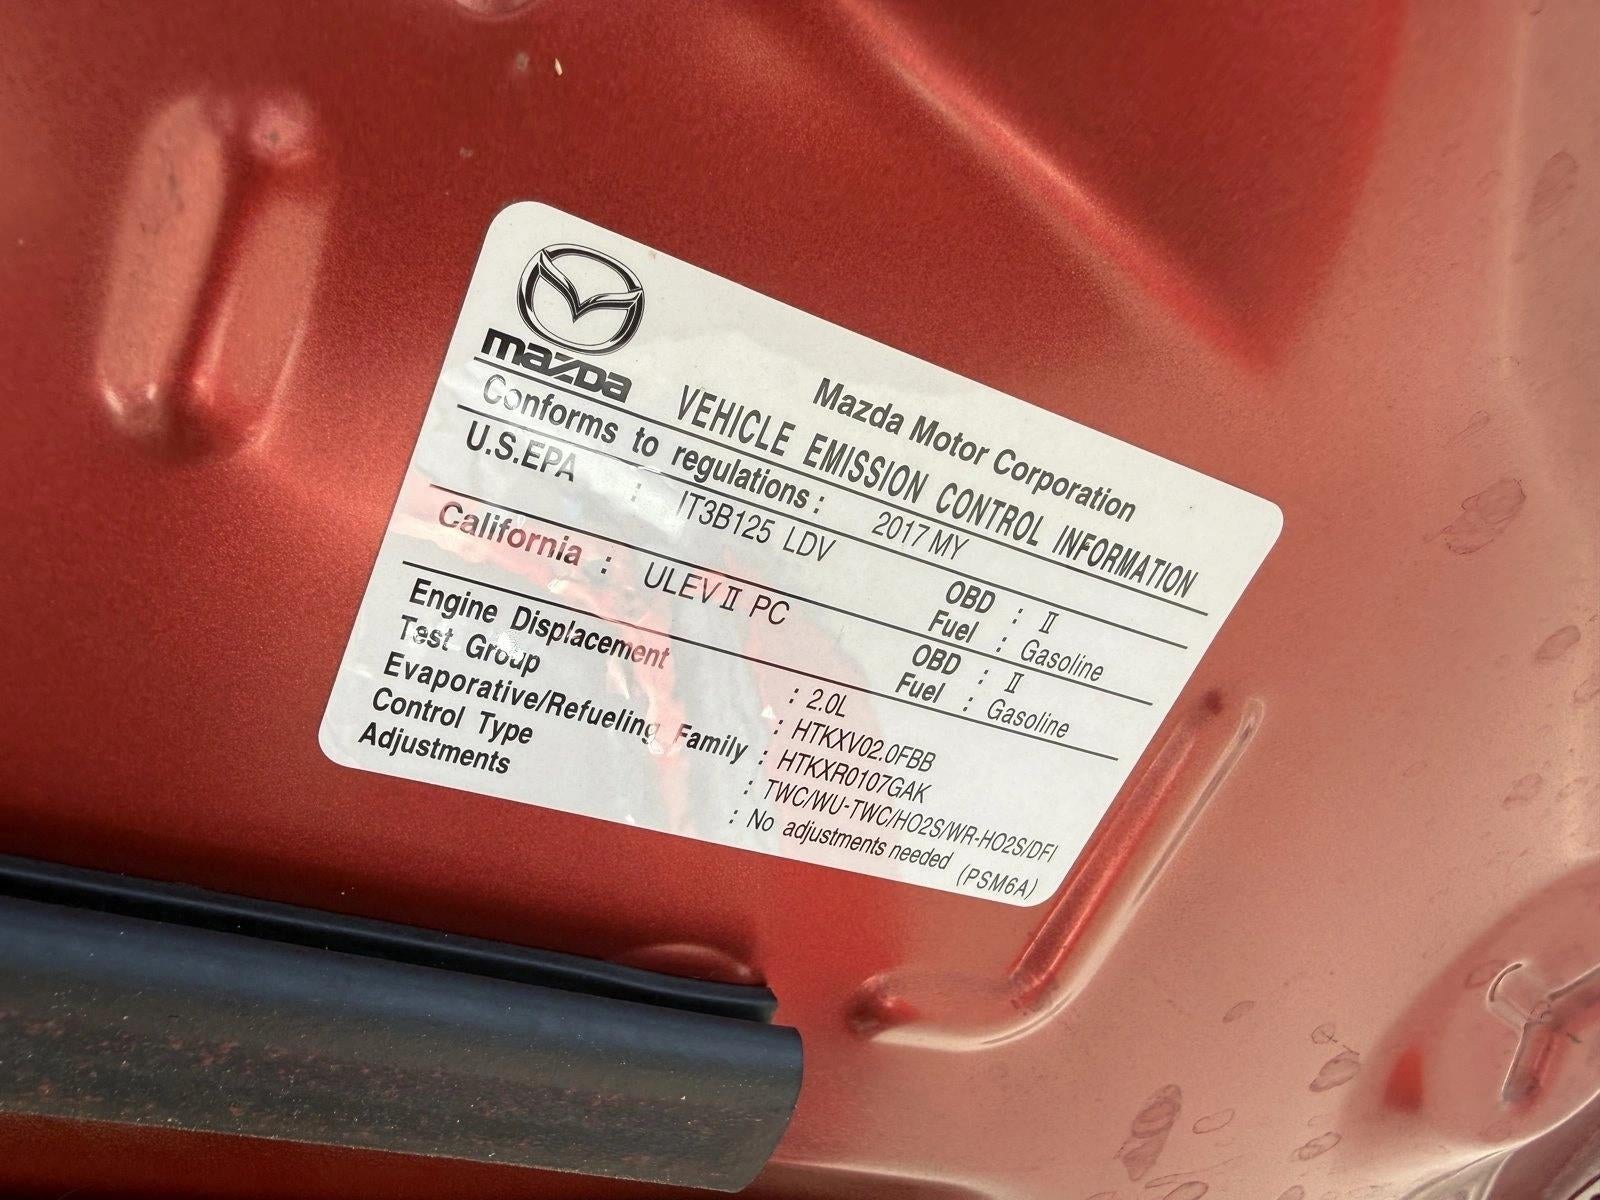 mazda
Mazda Motor Corporation
VEHICLE EMISSION CONTROL INFORMATION
Conforms to regulations : 2017 MY
U.S.EPA : IT3B125 LDV OBD : II
Fuel : Gasoline
California : ULEV II PC OBD : II
Fuel : Gasoline
Engine Displacement : 2.0L
Test Group : HTKXV02.0FBB
Evaporative/Refueling Family : HTKXR0107GAK
Control Type : TWC/WU-TWC/HO2S/WR-HO2S/DFI
Adjustments : No adjustments needed (PSM6A)